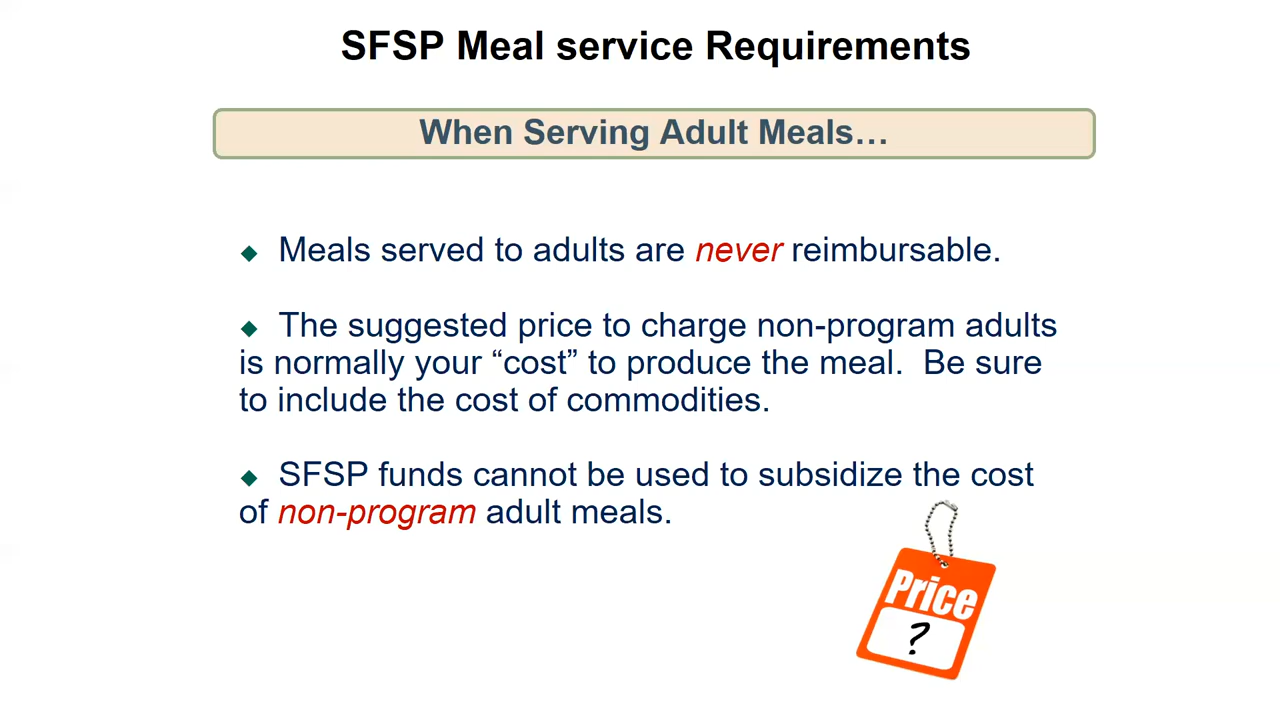 SFSP Meal service Requirements
When Serving Adult Meals…
◆ Meals served to adults are never reimbursable.
◆ The suggested price to charge non-program adults
is normally your “cost” to produce the meal.  Be sure
to include the cost of commodities.
◆ SFSP funds cannot be used to subsidize the cost
of non-program adult meals.
Price
?